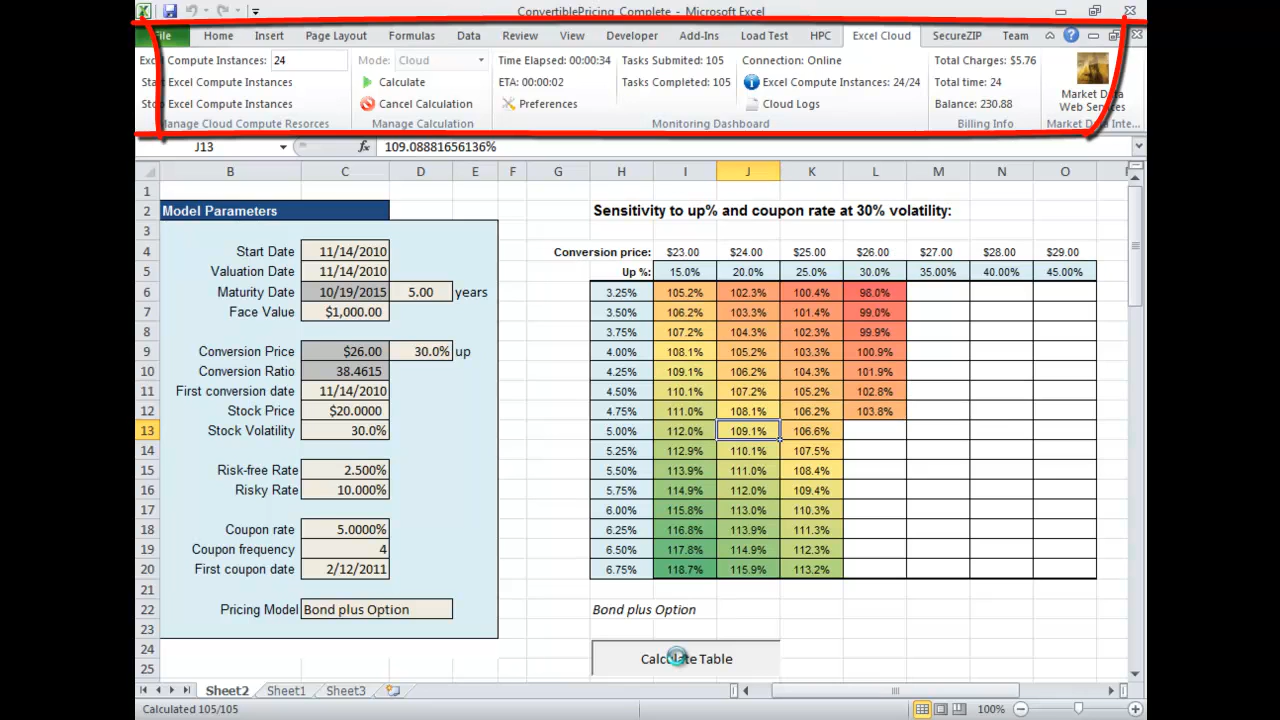 ConvertiblePricing_Complete - Microsoft Excel
File Home Insert Page Layout Formulas Data Review View Developer Add-Ins Load Test HPC Excel Cloud SecureZIP Team
Excel Compute Instances: 24
Start Excel Compute Instances
Stop Excel Compute Instances
Manage Cloud Compute Resorces
Mode: Cloud
Calculate
Cancel Calculation
Manage Calculation
Time Elapsed: 00:00:34 Tasks Submited: 105 Connection: Online
ETA: 00:00:02 Tasks Completed: 105 Excel Compute Instances: 24/24
Preferences Cloud Logs
Monitoring Dashboard
Total Charges: $5.76
Total time: 24
Balance: 230.88
Billing Info
Market Data
Web Services
Market Data Inte...
J13 fx 109.08881656136%
B C D E F G H I J K L M N O
1
2 Model Parameters Sensitivity to up% and coupon rate at 30% volatility:
3
4 Start Date 11/14/2010 Conversion price: $23.00 $24.00 $25.00 $26.00 $27.00 $28.00 $29.00
5 Valuation Date 11/14/2010 Up %: 15.0% 20.0% 25.0% 30.0% 35.00% 40.00% 45.00%
6 Maturity Date 10/19/2015 5.00 years 3.25% 105.2% 102.3% 100.4% 98.0%
7 Face Value $1,000.00 3.50% 106.2% 103.3% 101.4% 99.0%
8 3.75% 107.2% 104.3% 102.3% 99.9%
9 Conversion Price $26.00 30.0% up 4.00% 108.1% 105.2% 103.3% 100.9%
10 Conversion Ratio 38.4615 4.25% 109.1% 106.2% 104.3% 101.9%
11 First conversion date 11/14/2010 4.50% 110.1% 107.2% 105.2% 102.8%
12 Stock Price $20.0000 4.75% 111.0% 108.1% 106.2% 103.8%
13 Stock Volatility 30.0% 5.00% 112.0% 109.1% 106.6%
14 5.25% 112.9% 110.1% 107.5%
15 Risk-free Rate 2.500% 5.50% 113.9% 111.0% 108.4%
16 Risky Rate 10.000% 5.75% 114.9% 112.0% 109.4%
17 6.00% 115.8% 113.0% 110.3%
18 Coupon rate 5.0000% 6.25% 116.8% 113.9% 111.3%
19 Coupon frequency 4 6.50% 117.8% 114.9% 112.3%
20 First coupon date 2/12/2011 6.75% 118.7% 115.9% 113.2%
21
22 Pricing Model Bond plus Option Bond plus Option
23
24 Calculate Table
25
Sheet2 Sheet1 Sheet3
Calculated 105/105 100%